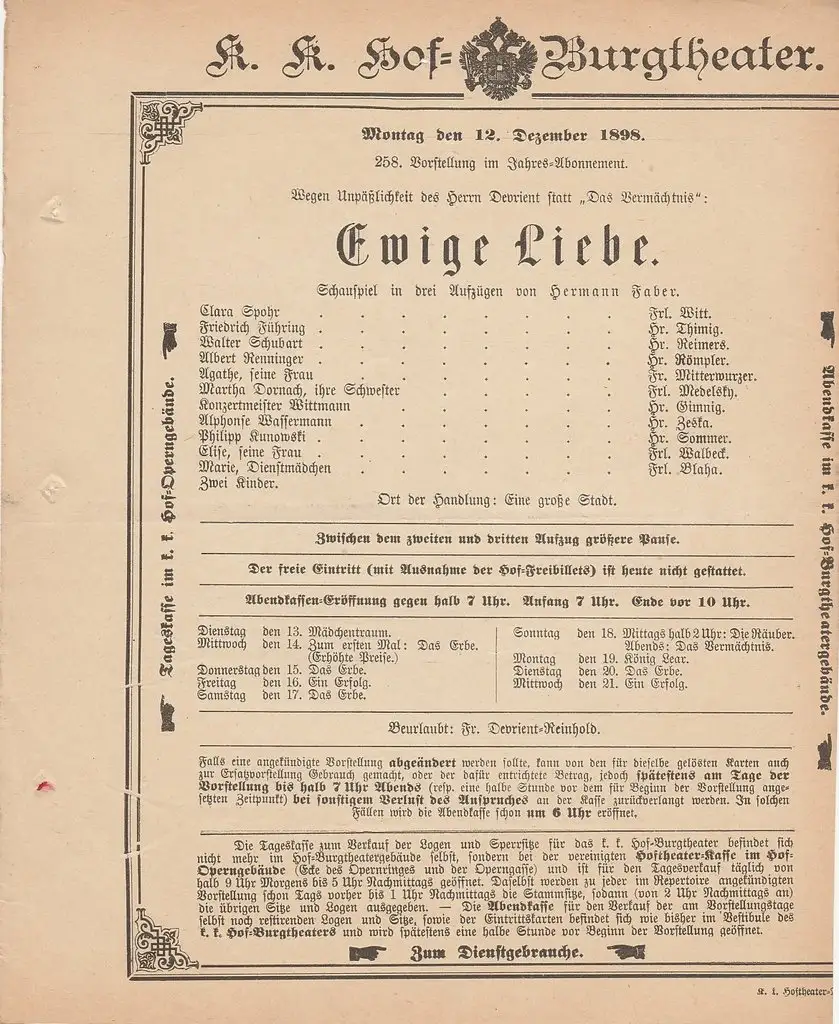 K. K. Hof=Burgtheater.
Montag den 12. Dezember 1898.
258. Vorstellung im Jahres=Abonnement.
Wegen Unpäßlichkeit des Herrn Devrient statt „Das Vermächtnis“:
Ewige Liebe.
Schauspiel in drei Aufzügen von Hermann Faber.
Clara Spohr . . . . . . . . Frl. Witt.
Friedrich Führing . . . . . . . . Hr. Thimig.
Walter Schubart . . . . . . . . Hr. Reimers.
Albert Renninger . . . . . . . . Hr. Römpler.
Agathe, seine Frau . . . . . . . Fr. Mitterwurzer.
Martha Dornach, ihre Schwester . . . . . Frl. Medelsky.
Konzertmeister Wittmann . . . . . . Hr. Gimnig.
Alphonse Wassermann . . . . . . . Hr. Zeska.
Philipp Kunowski . . . . . . . . Hr. Sommer.
Elise, seine Frau . . . . . . . . Frl. Walbeck.
Marie, Dienstmädchen . . . . . . . Frl. Blaha.
Zwei Kinder.
Ort der Handlung: Eine große Stadt.
Zwischen dem zweiten und dritten Aufzug größere Pause.
Der freie Eintritt (mit Ausnahme der Hof=Freibillets) ist heute nicht gestattet.
Abendkassen=Eröffnung gegen halb 7 Uhr. Anfang 7 Uhr. Ende vor 10 Uhr.
Dienstag den 13. Mädchentraum.
Mittwoch den 14. Zum ersten Mal: Das Erbe.
(Erhöhte Preise.)
Donnerstag den 15. Das Erbe.
Freitag den 16. Ein Erfolg.
Samstag den 17. Das Erbe.
Sonntag den 18. Mittags halb 2 Uhr: Die Räuber.
Abends: Das Vermächtnis.
Montag den 19. König Lear.
Dienstag den 20. Das Erbe.
Mittwoch den 21. Ein Erfolg.
Beurlaubt: Fr. Devrient=Reinhold.
Falls eine angekündigte Vorstellung abgeändert werden sollte, kann von den für dieselbe gelösten Karten auch
zur Ersatzvorstellung Gebrauch gemacht, oder der dafür entrichtete Betrag, jedoch spätestens am Tage der
Vorstellung bis halb 7 Uhr Abends (resp. eine halbe Stunde vor dem für Beginn der Vorstellung ange=
setzten Zeitpunkt) bei sonstigem Verlust des Anspruches an der Kasse zurückverlangt werden. In solchen
Fällen wird die Abendkasse schon um 6 Uhr eröffnet.
Die Tageskasse zum Verkauf der Logen und Sperrsitze für das k. k. Hof=Burgtheater befindet sich
nicht mehr im Hof=Burgtheatergebäude selbst, sondern bei der vereinigten Hoftheater=Kasse im Hof=
Operngebäude (Ecke des Opernringes und der Operngasse) und ist für den Tagesverkauf täglich von
halb 9 Uhr Morgens bis 5 Uhr Nachmittags geöffnet. Daselbst werden zu jeder im Repertoire angekündigten
Vorstellung schon Tags vorher bis 1 Uhr Nachmittags die Stammsitze, sodann (von 2 Uhr Nachmittags an)
die übrigen Sitze und Logen ausgegeben. — Die Abendkasse für den Verkauf der am Vorstellungstage
selbst noch restirenden Logen und Sitze, sowie der Eintrittskarten befindet sich wie bisher im Vestibule des
k. k. Hof=Burgtheaters und wird spätestens eine halbe Stunde vor Beginn der Vorstellung geöffnet.
Zum Dienstgebrauche.
Tageskasse im k. k. Hof=Operngebäude.
Abendkasse im k. k. Hof=Burgtheatergebäude.
K. k. Hoftheater=